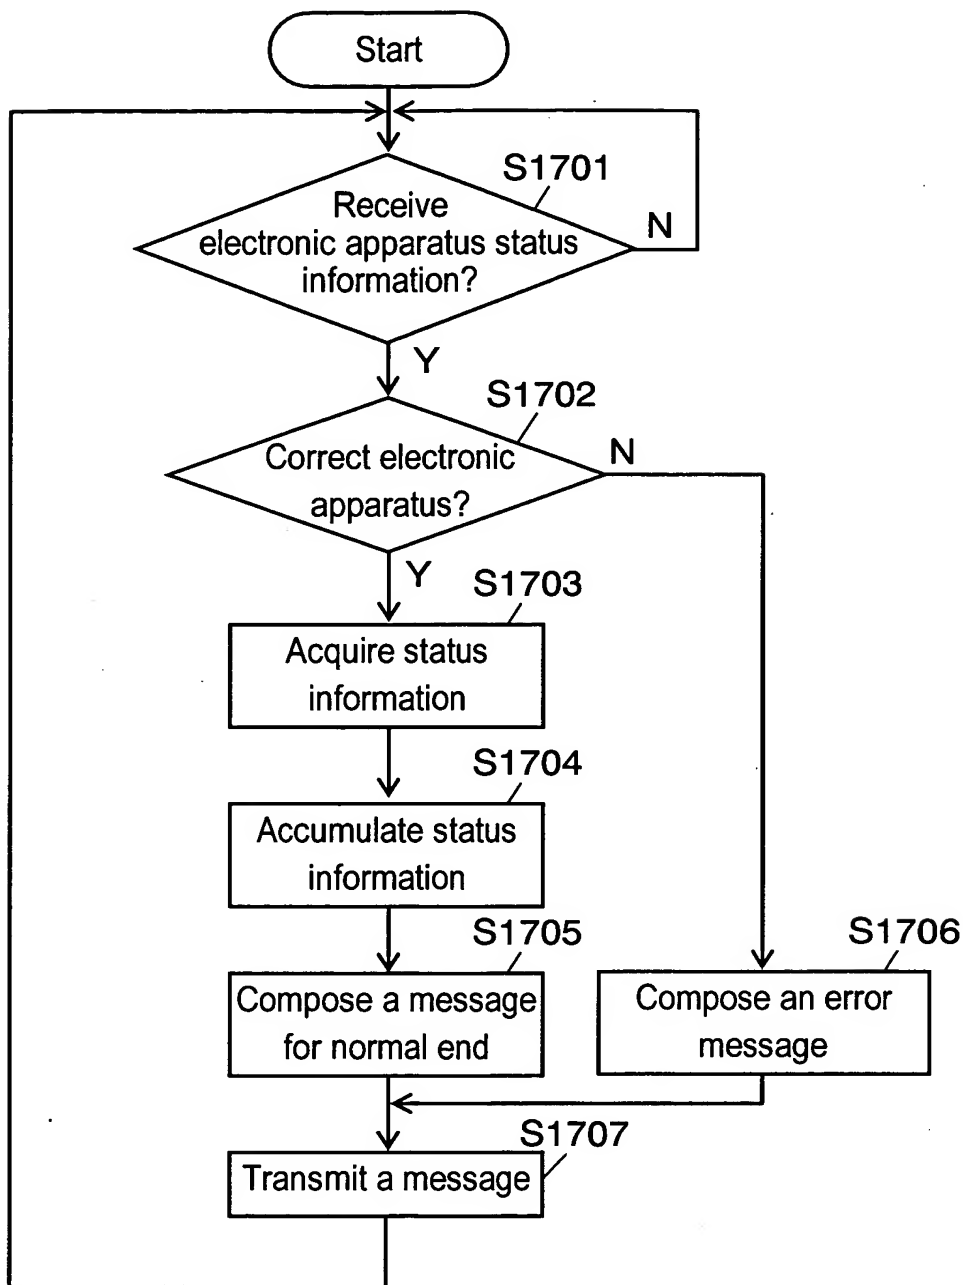 Start
S1701
Receive
electronic apparatus status
information?
N
Y
S1702
Correct electronic
apparatus?
N
Y
S1703
Acquire status
information
S1704
Accumulate status
information
S1705
Compose a message
for normal end
S1706
Compose an error
message
S1707
Transmit a message